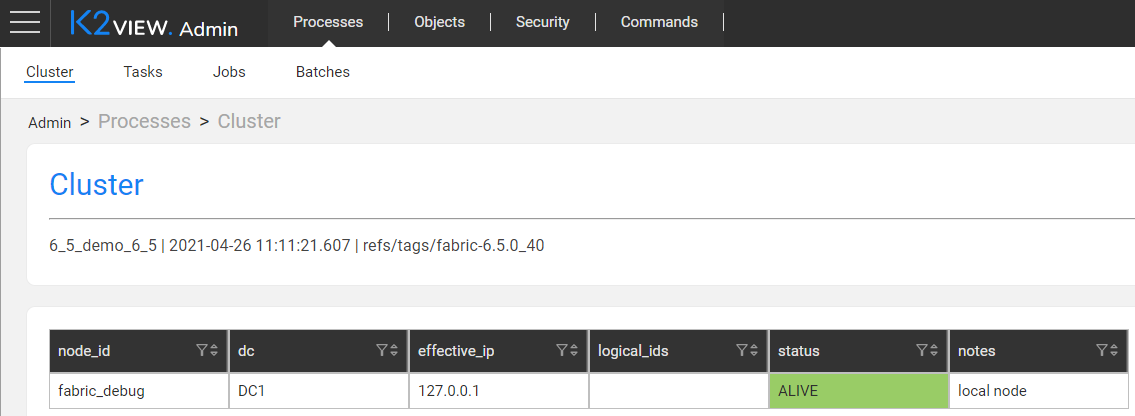 K2VIEW. Admin Processes Objects Security Commands
Cluster Tasks Jobs Batches
Admin > Processes > Cluster
Cluster
6_5_demo_6_5 | 2021-04-26 11:11:21.607 | refs/tags/fabric-6.5.0_40
node_id dc effective_ip logical_ids status notes
fabric_debug DC1 127.0.0.1 ALIVE local node